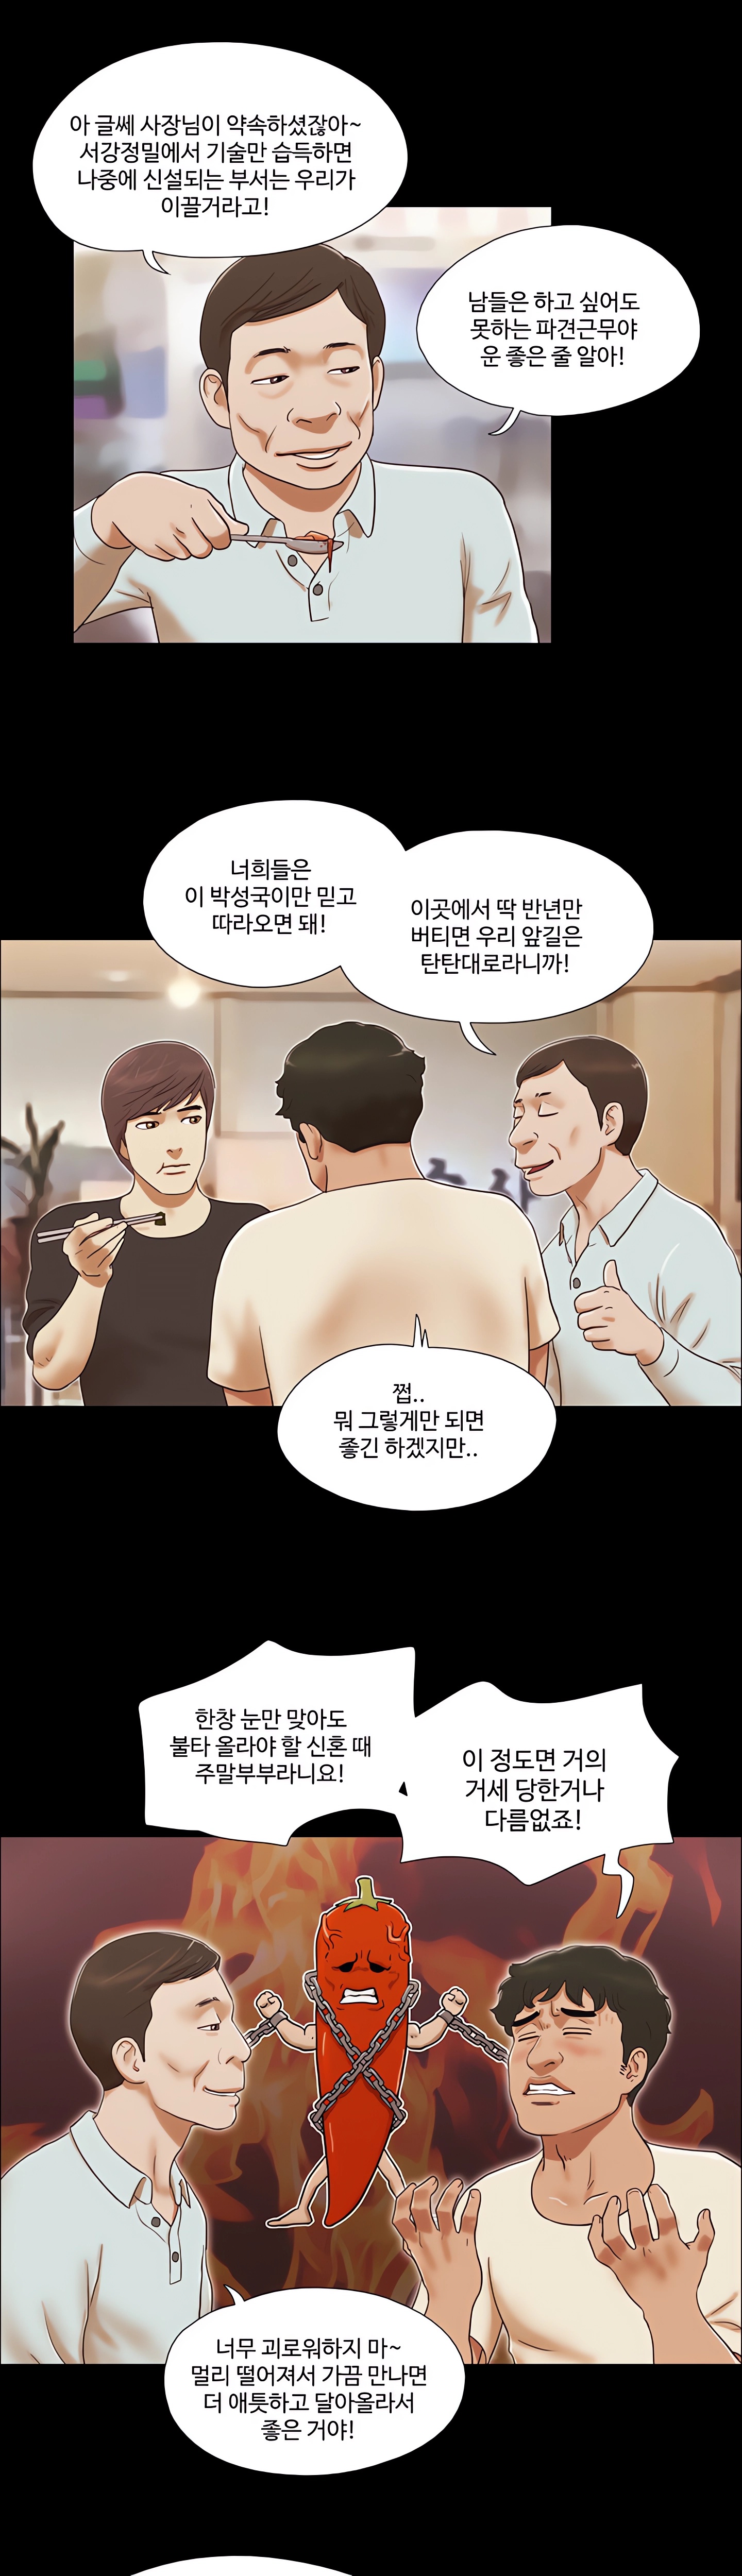 아 글쎄 사장님이 약속하셨잖아~
서강정밀에서 기술만 습득하면
나중에 신설되는 부서는 우리가
이끌거라고!
남들은 하고 싶어도
못하는 파견근무야
운 좋은 줄 알아!
너희들은
이 박성국이만 믿고
따라오면 돼!
이곳에서 딱 반년만
버티면 우리 앞길은
탄탄대로라니까!
쩝..
뭐 그렇게만 되면
좋긴 하겠지만..
한창 눈만 맞아도
불타 올라야 할 신혼 때
주말부부라니요!
이 정도면 거의
거세 당한거나
다름없죠!
너무 괴로워하지 마~
멀리 떨어져서 가끔 만나면
더 애틋하고 달아올라서
좋은 거야!